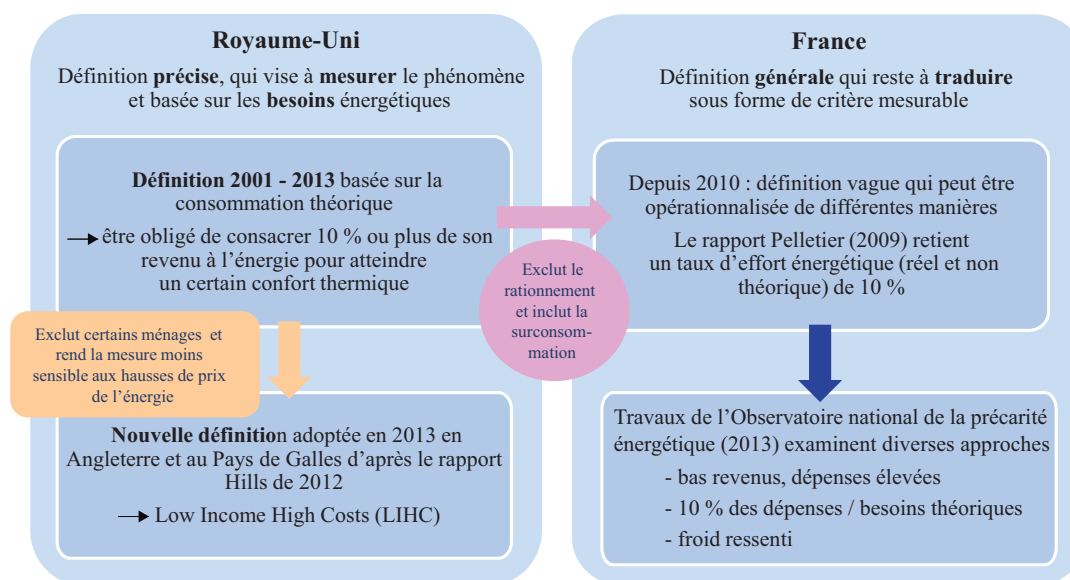 Royaume-Uni
Définition précise, qui vise à mesurer le phénomène
et basée sur les besoins énergétiques
Définition 2001 - 2013 basée sur la
consommation théorique
→ être obligé de consacrer 10 % ou plus de son
revenu à l’énergie pour atteindre
un certain confort thermique
Exclut certains ménages et
rend la mesure moins
sensible aux hausses de prix
de l’énergie
Nouvelle définition adoptée en 2013 en
Angleterre et au Pays de Galles d’après le rapport
Hills de 2012
→ Low Income High Costs (LIHC)
Exclut le
rationnement
et inclut la
surconsom-
mation
France
Définition générale qui reste à traduire
sous forme de critère mesurable
Depuis 2010 : définition vague qui peut être
opérationnalisée de différentes manières
Le rapport Pelletier (2009) retient
un taux d’effort énergétique (réel et non
théorique) de 10 %
Travaux de l’Observatoire national de la précarité
énergétique (2013) examinent diverses approches
- bas revenus, dépenses élevées
- 10 % des dépenses / besoins théoriques
- froid ressenti